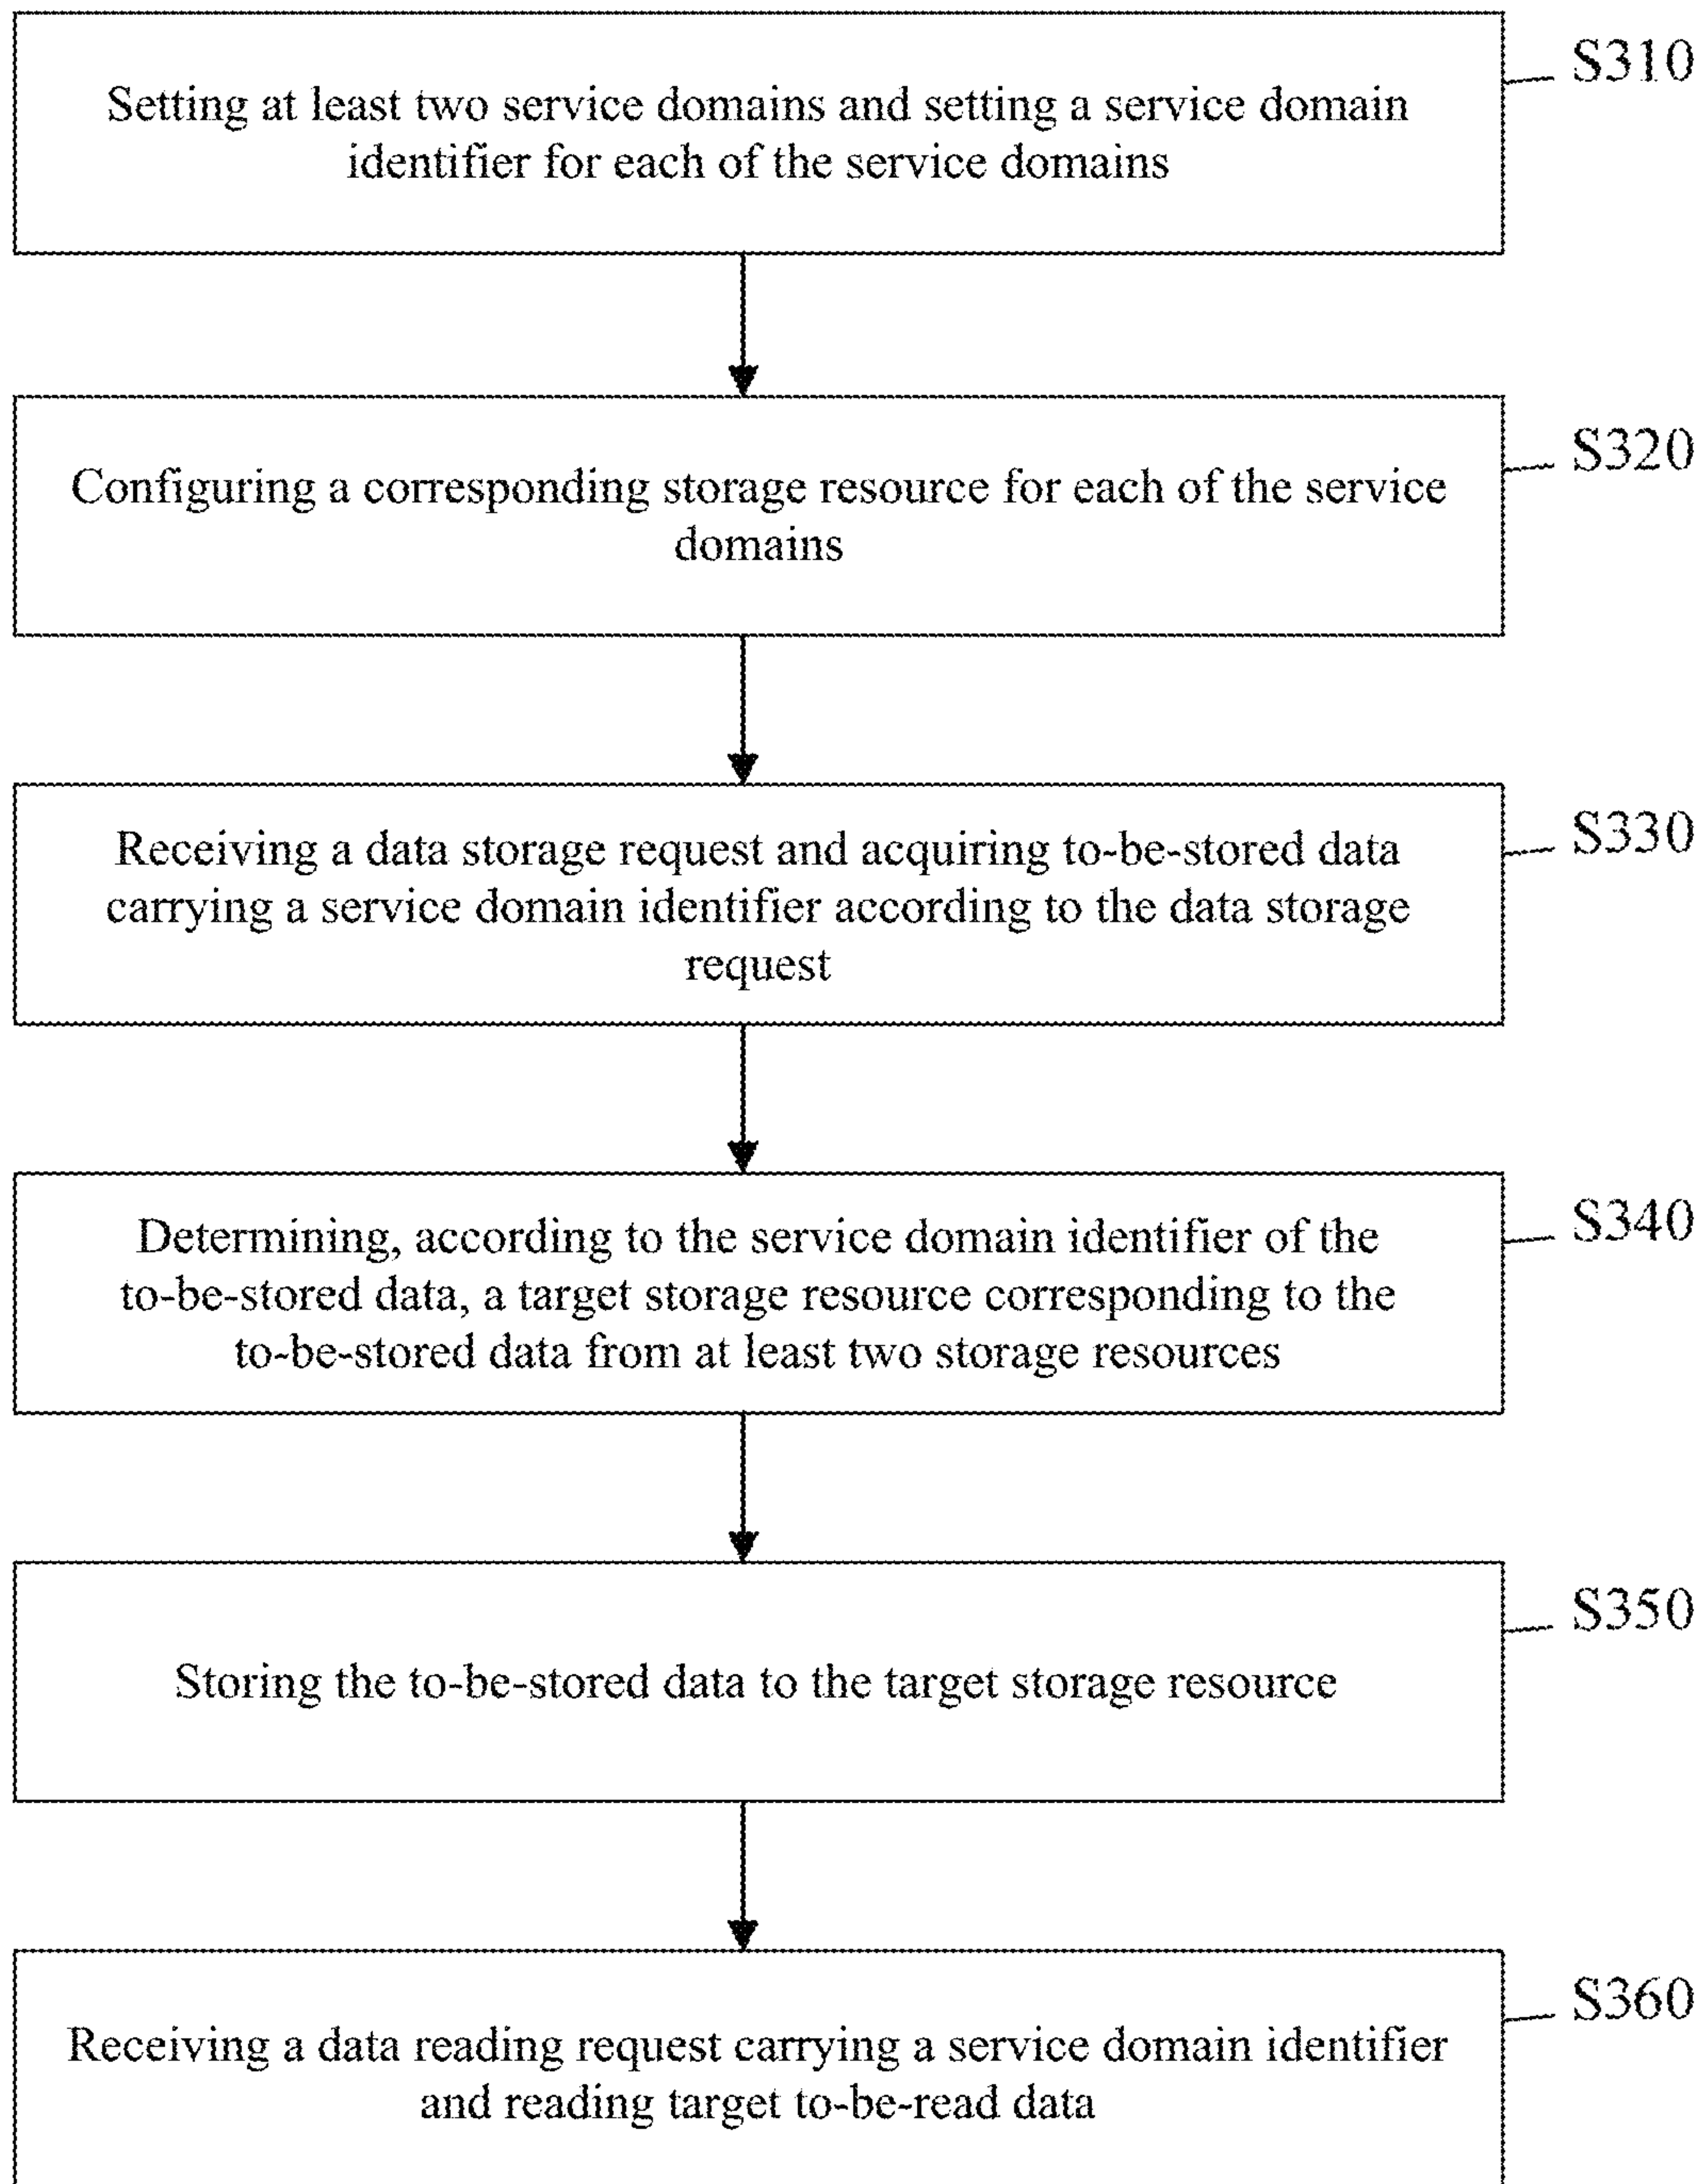 S310
Setting at least two service domains and setting a service domain
identifier for each of the service domains
S320
Configuring a corresponding storage resource for each of the service
domains
S330
Receiving a data storage request and acquiring to-be-stored data
carrying a service domain identifier according to the data storage
request
S340
Determining, according to the service domain identifier of the
to-be-stored data, a target storage resource corresponding to the
to-be-stored data from at least two storage resources
S350
Storing the to-be-stored data to the target storage resource
S360
Receiving a data reading request carrying a service domain identifier
and reading target to-be-read data